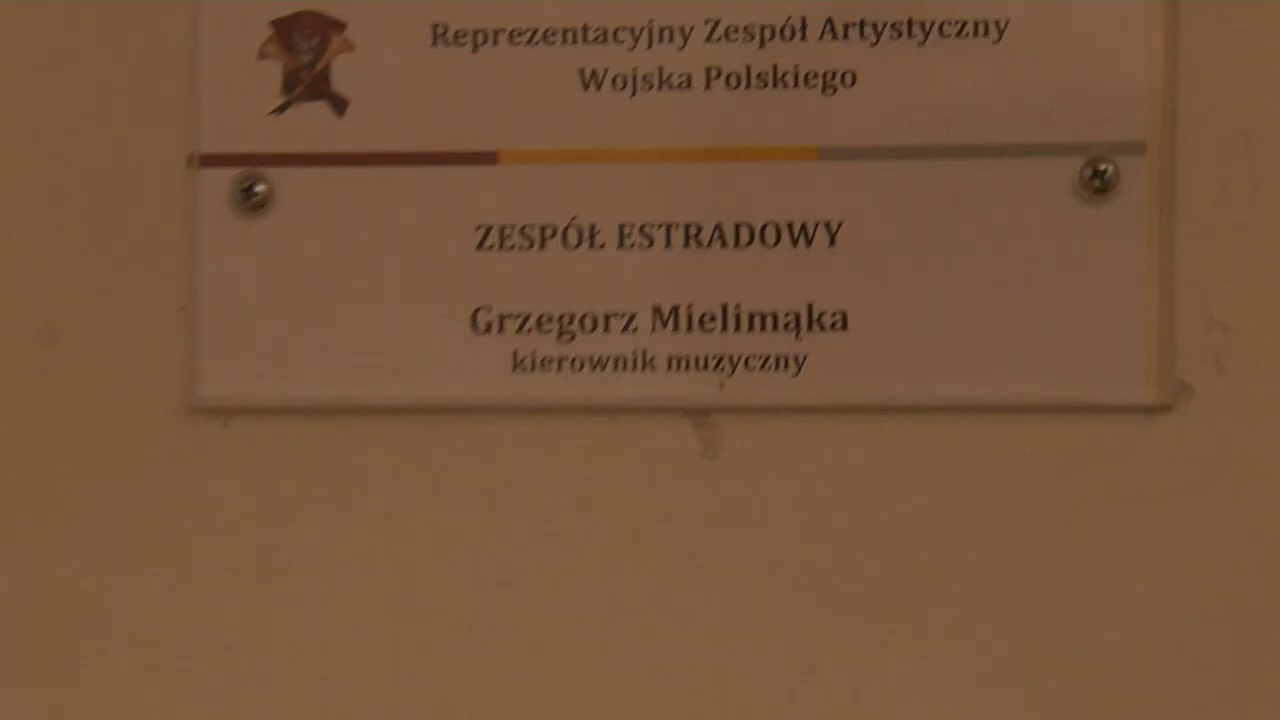 Reprezentacyjny Zespół Artystyczny
Wojska Polskiego
ZESPÓŁ ESTRADOWY
Grzegorz Mielimąka
kierownik muzyczny